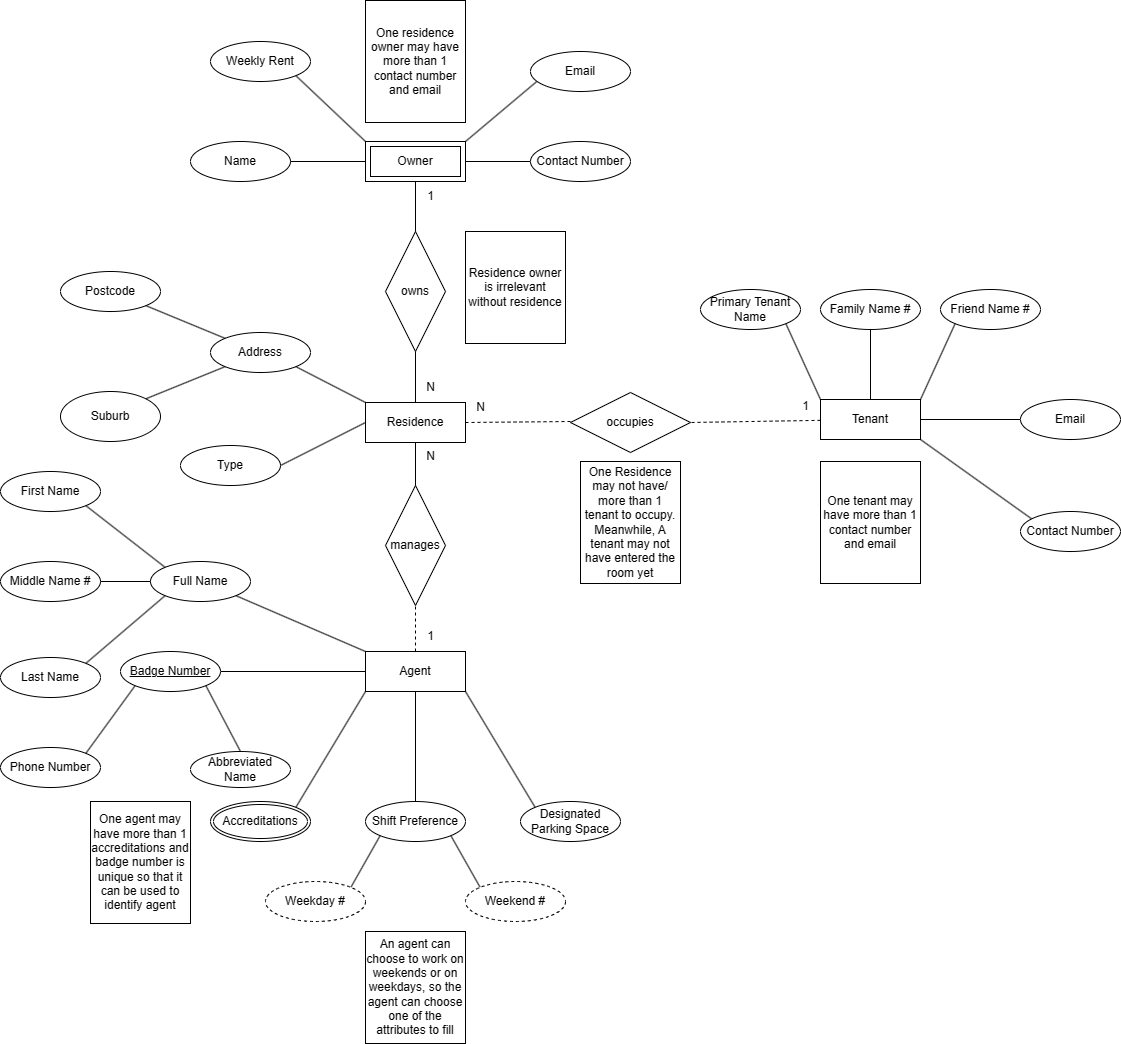 One residence
owner may have
more than 1
contact number
and email
Weekly Rent
Email
Name
Owner
Contact Number
1
owns
Residence owner
is irrelevant
without residence
Postcode
Address
Suburb
N
Residence
N
Type
N
occupies
1
Primary Tenant
Name
Family Name #
Friend Name #
Tenant
Email
Contact Number
One Residence
may not have/
more than 1
tenant to occupy.
Meanwhile, A
tenant may not
have entered the
room yet
One tenant may
have more than 1
contact number
and email
First Name
manages
Middle Name #
Full Name
1
Last Name
Badge Number
Agent
Phone Number
Abbreviated
Name
Accreditations
Shift Preference
Designated
Parking Space
One agent may
have more than 1
accreditations and
badge number is
unique so that it
can be used to
identify agent
Weekday #
Weekend #
An agent can
choose to work on
weekends or on
weekdays, so the
agent can choose
one of the
attributes to fill